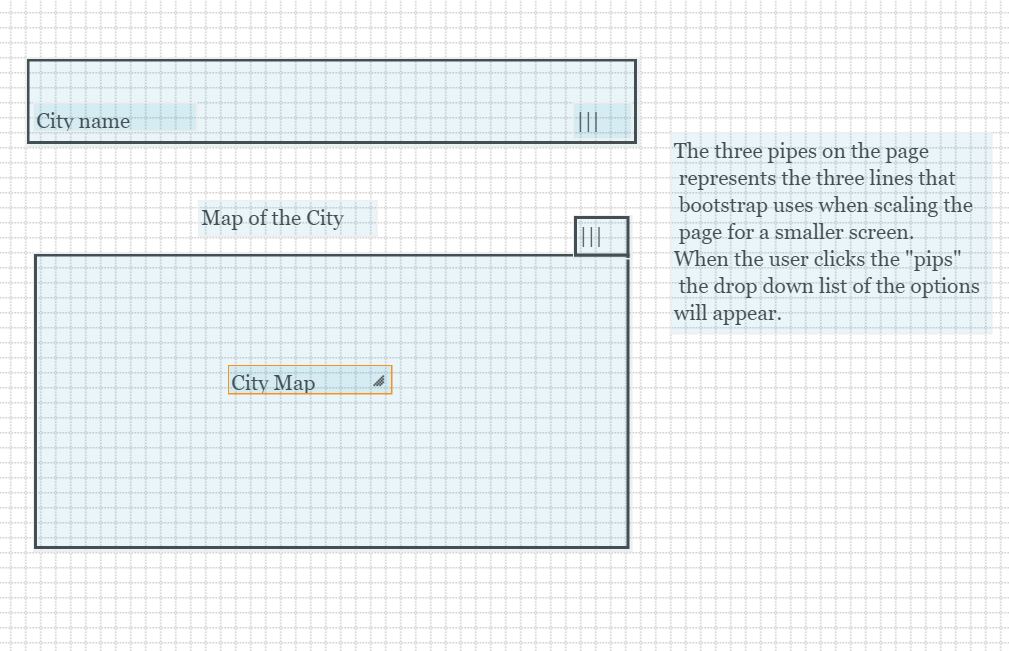 City name
|||
The three pipes on the page
represents the three lines that
bootstrap uses when scaling the
page for a smaller screen.
When the user clicks the "pips"
the drop down list of the options
will appear.
Map of the City
|||
City Map